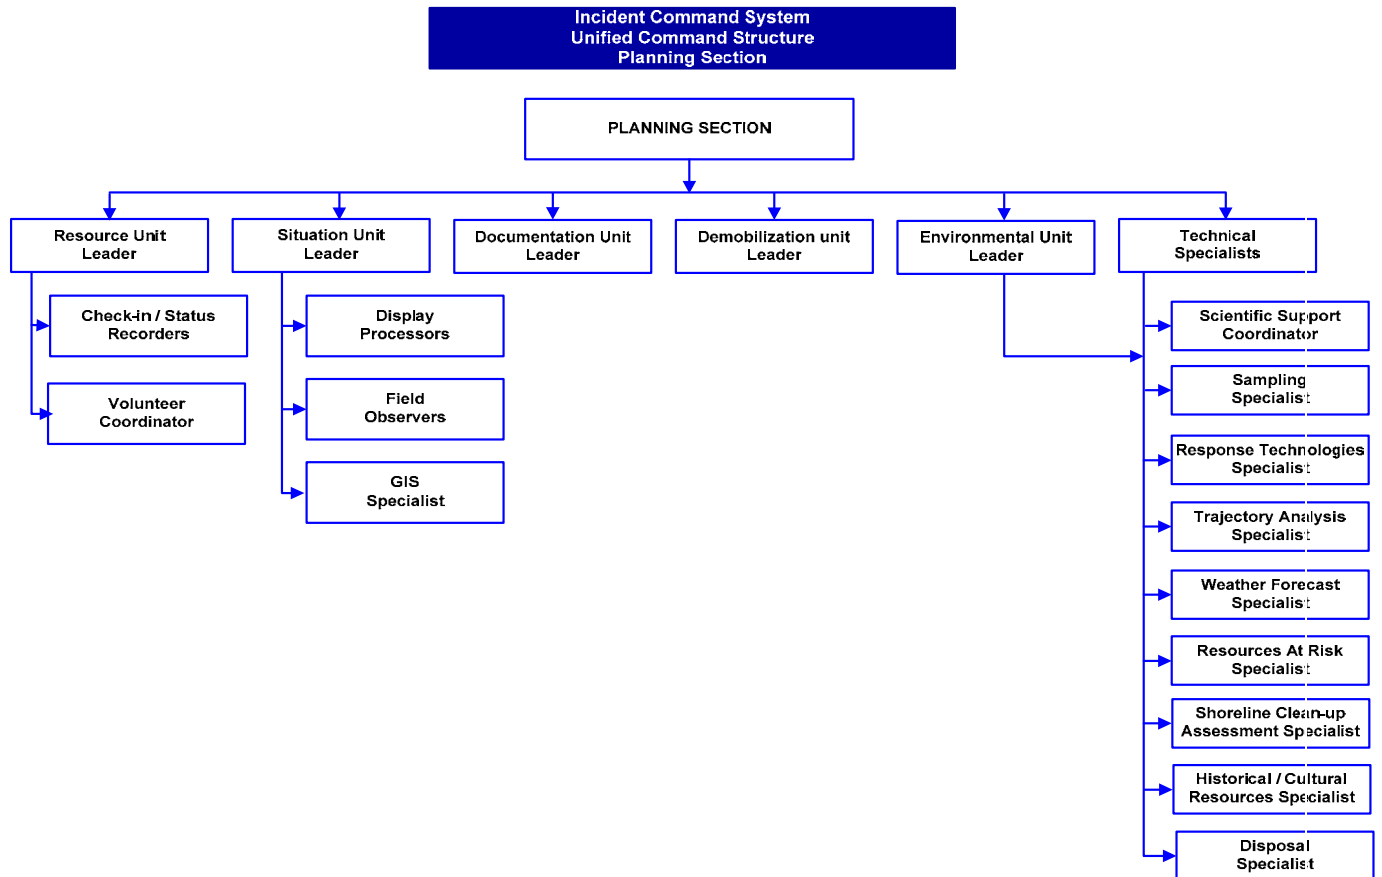 Incident Command System
Unified Command Structure
Planning Section
PLANNING SECTION
Resource Unit
Leader
Situation Unit
Leader
Documentation Unit
Leader
Demobilization unit
Leader
Environmental Unit
Leader
Technical
Specialists
Check-in / Status
Recorders
Volunteer
Coordinator
Display
Processors
Field
Observers
GIS
Specialist
Scientific Support
Coordinator
Sampling
Specialist
Response Technologies
Specialist
Trajectory Analysis
Specialist
Weather Forecast
Specialist
Resources At Risk
Specialist
Shoreline Clean-up
Assessment Specialist
Historical / Cultural
Resources Specialist
Disposal
Specialist